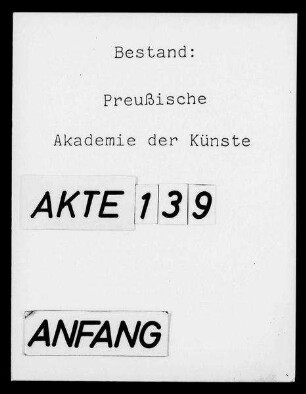 Bestand:
Preußische
Akademie der Künste
AKTE 139
ANFANG